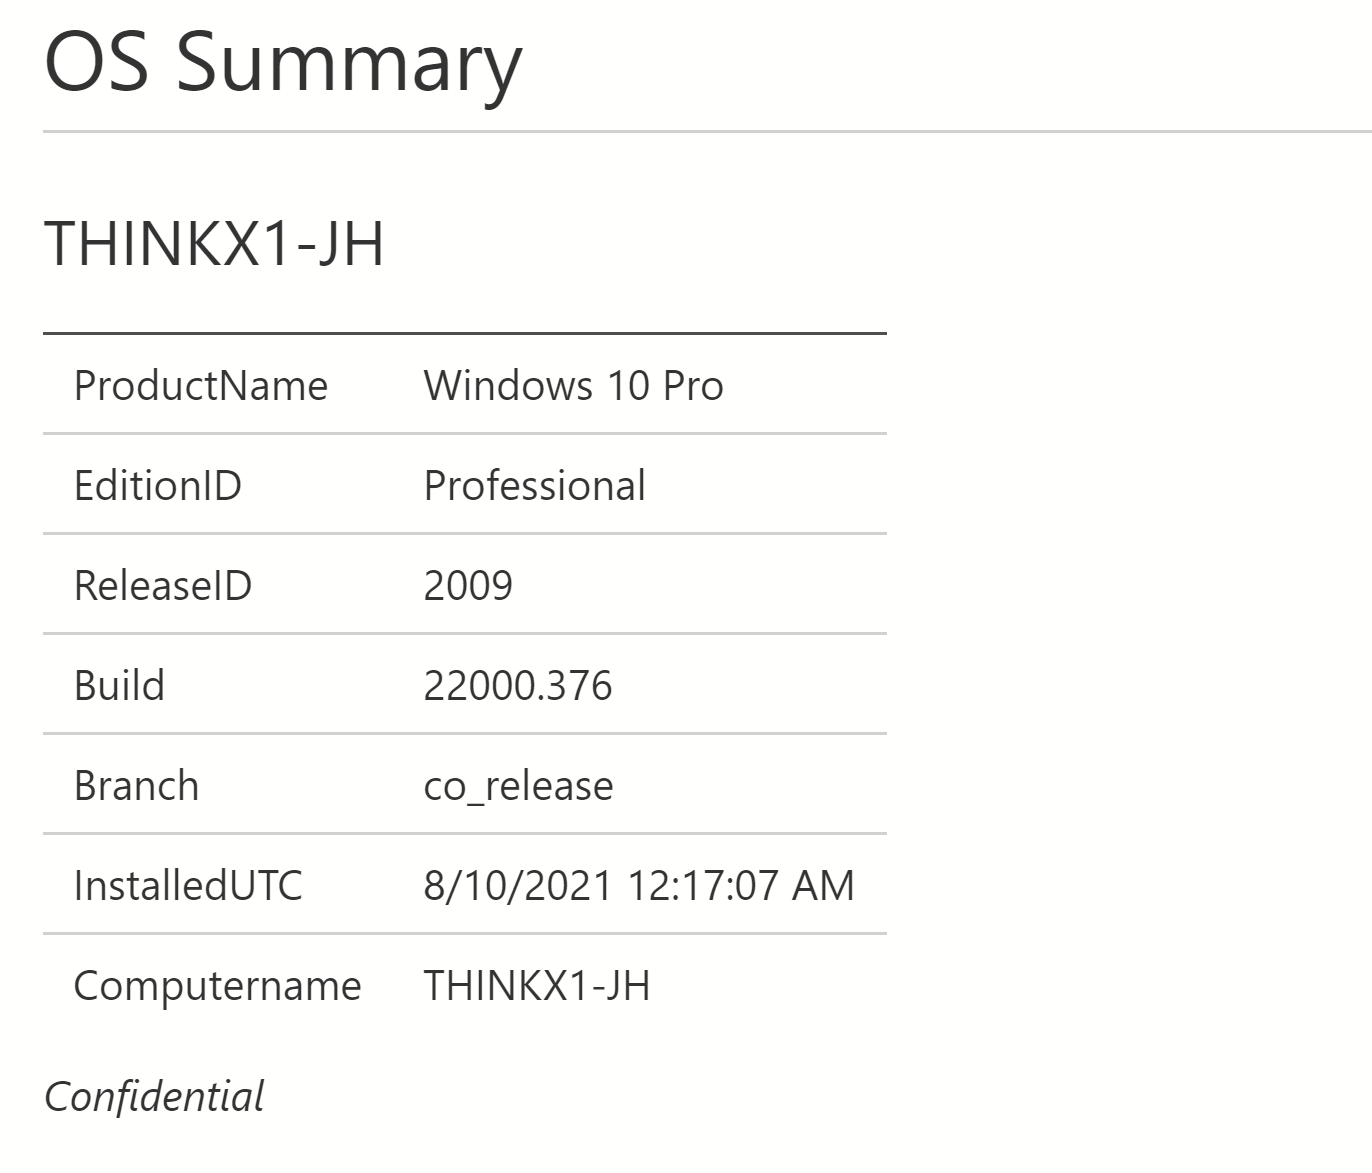 OS Summary
THINKX1-JH
ProductName Windows 10 Pro
EditionID Professional
ReleaseID 2009
Build 22000.376
Branch co_release
InstalledUTC 8/10/2021 12:17:07 AM
Computername THINKX1-JH
Confidential